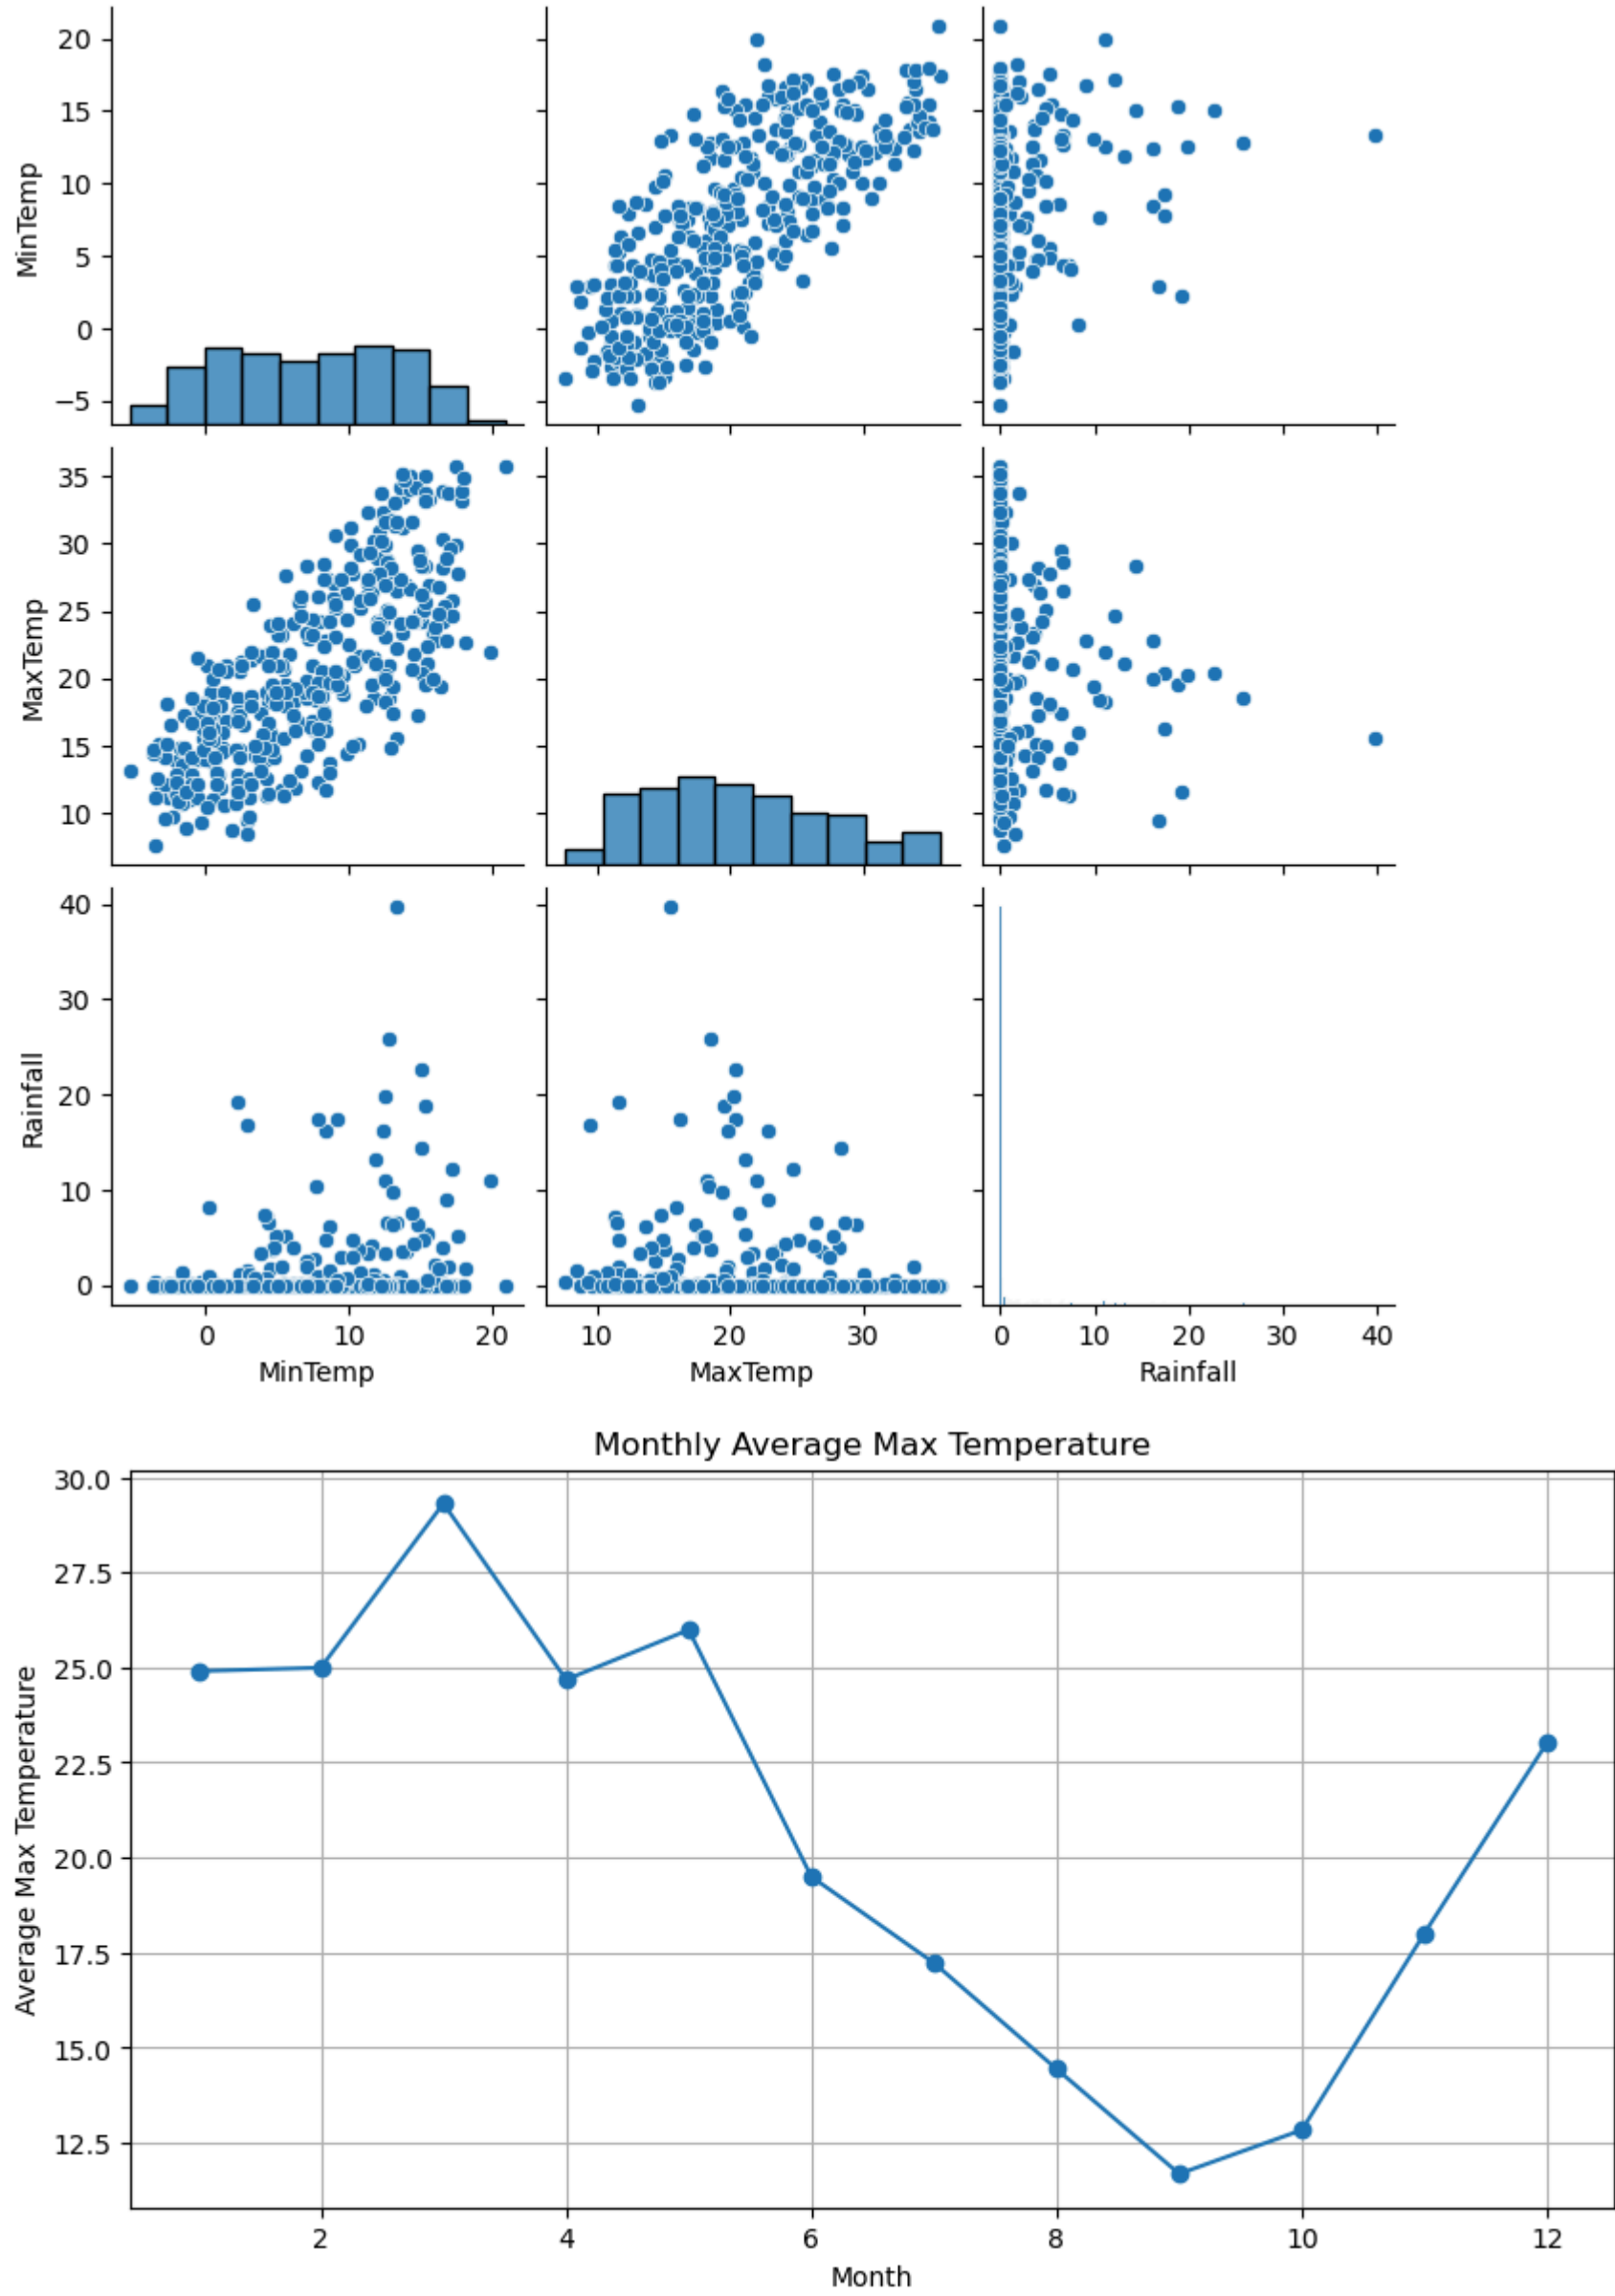 20
15
10
5
0
−5
MinTemp
35
30
25
20
15
10
MaxTemp
40
30
20
10
0
Rainfall
0 10 20 10 20 30 0 10 20 30 40
MinTemp MaxTemp Rainfall
Monthly Average Max Temperature
30.0
27.5
25.0
22.5
20.0
17.5
15.0
12.5
Average Max Temperature
2 4 6 8 10 12
Month